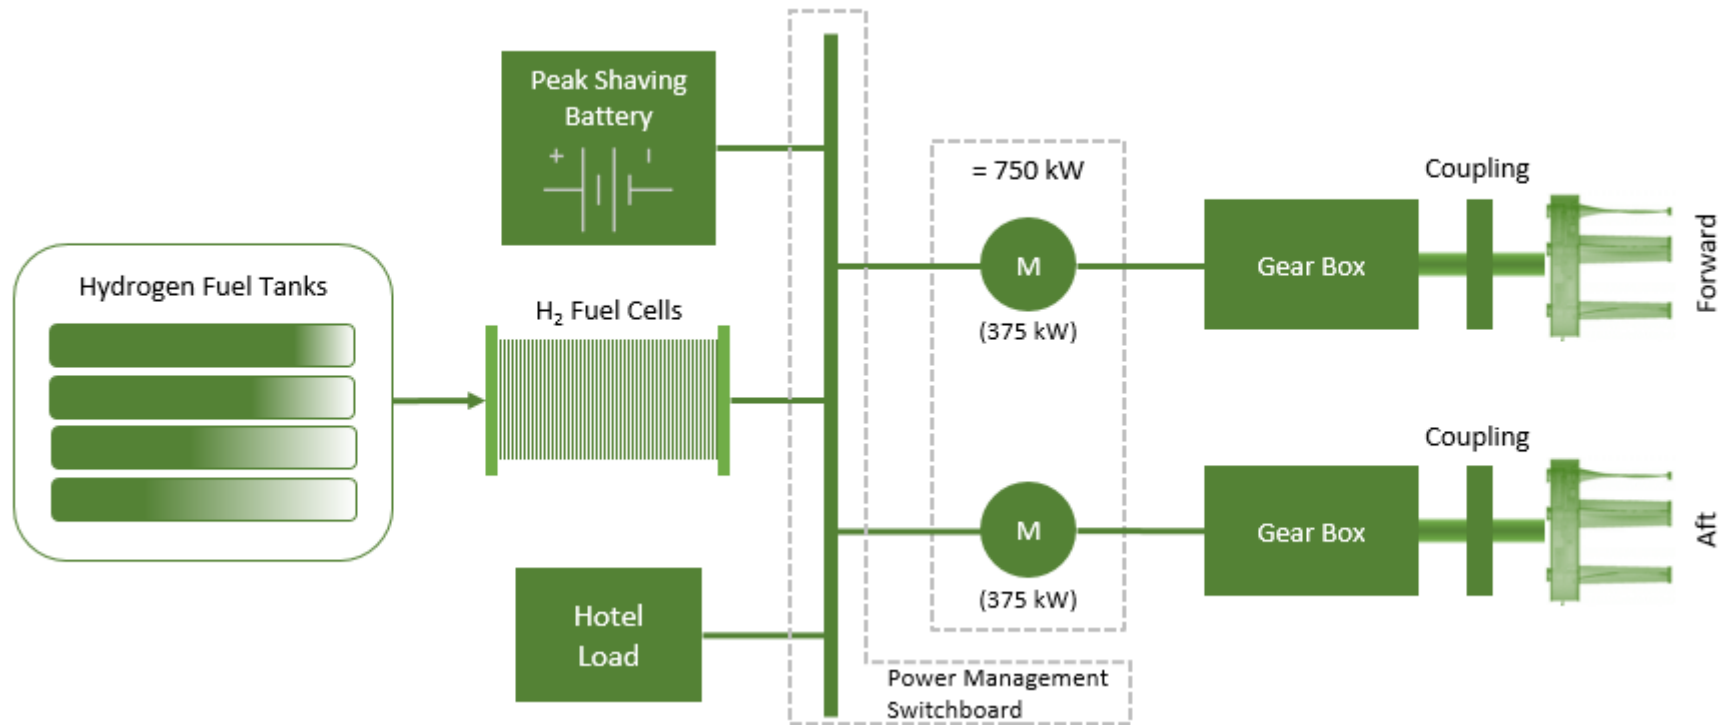 Peak Shaving
Battery
+
Hydrogen Fuel Tanks
H₂ Fuel Cells
Hotel
Load
= 750 kW
M
(375 kW)
M
(375 kW)
Power Management
Switchboard
Gear Box
Coupling
Forward
Gear Box
Coupling
Aft